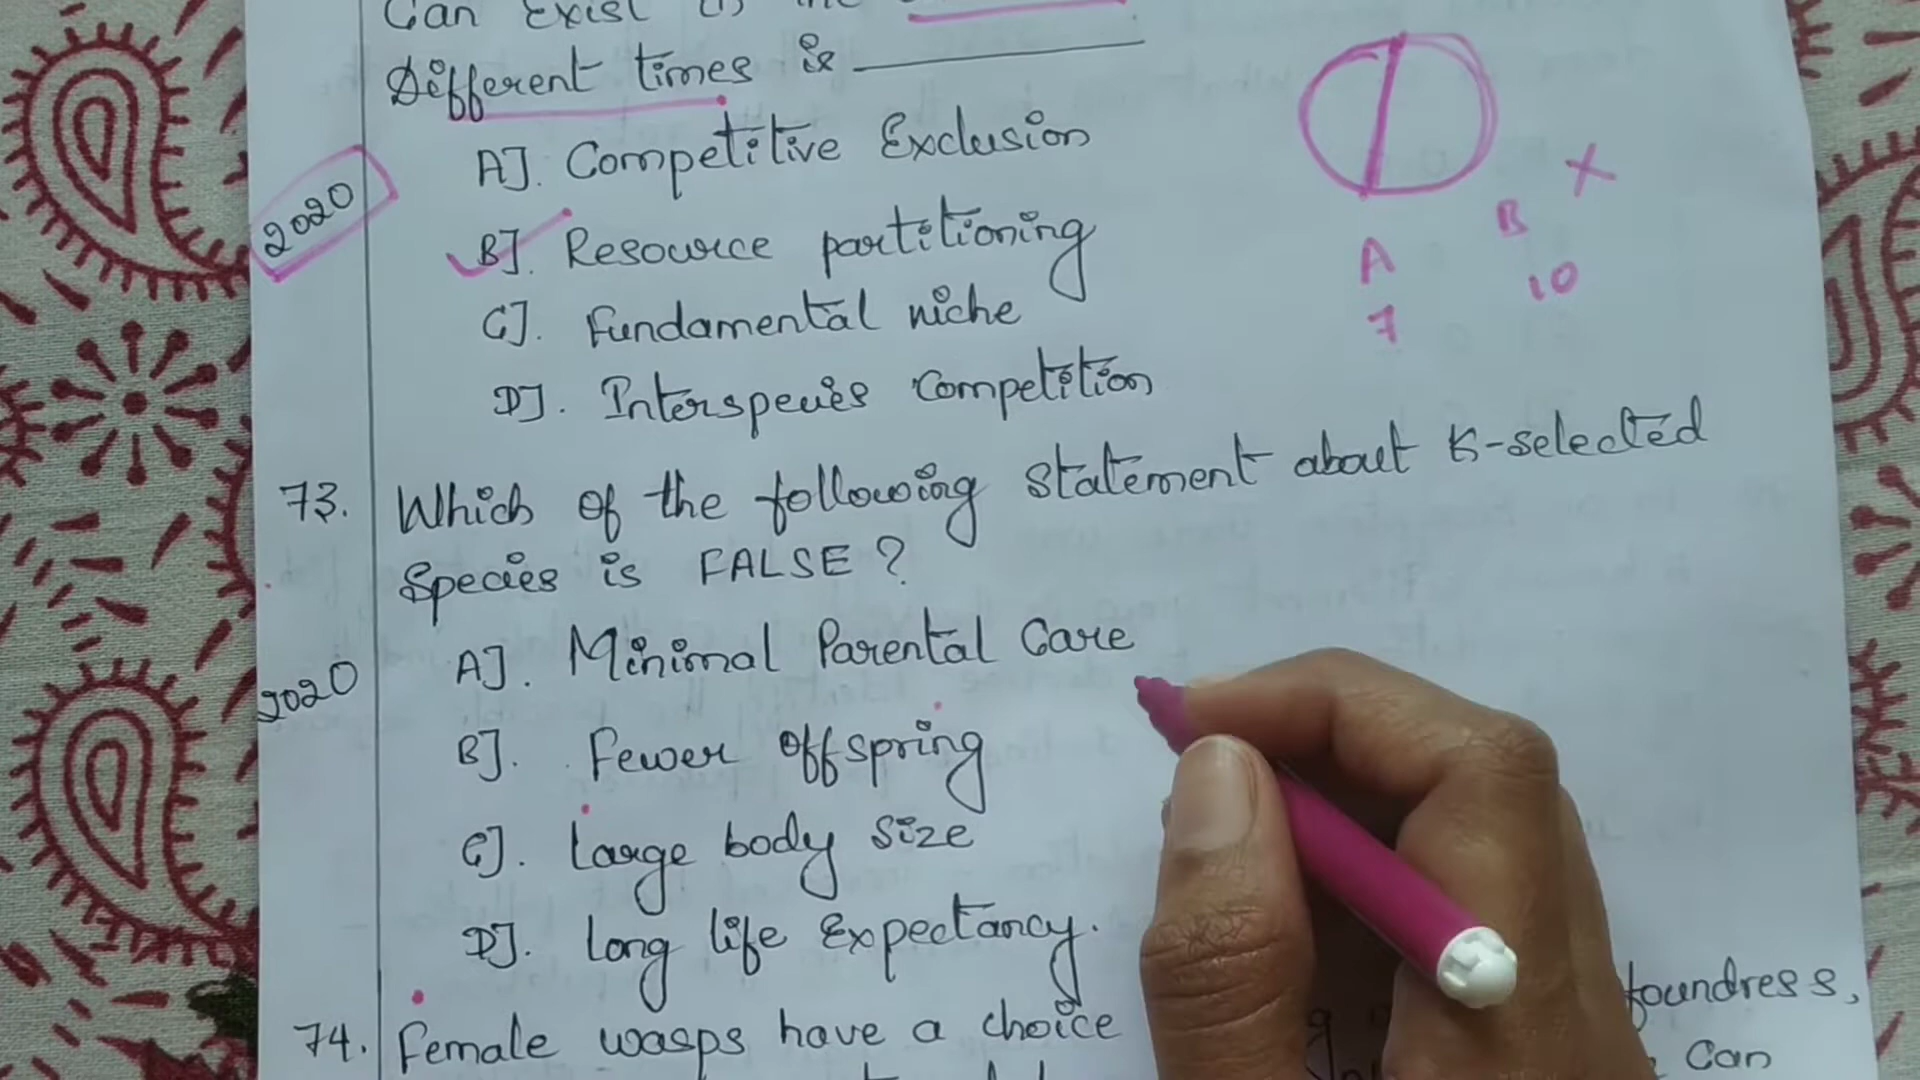 Can Exist in the
Different times is
A]. Competitive Exclusion
2020
B]. Resource partitioning
C]. Fundamental niche
D]. Interspecies Competition
A
B
X
7
10
73. Which of the following Statement about K-selected
Species is FALSE?
2020
A]. Minimal Parental Care
B]. Fewer offspring
C]. Large body Size
D]. Long life Expectancy.
74. Female wasps have a choice foundress,
Can